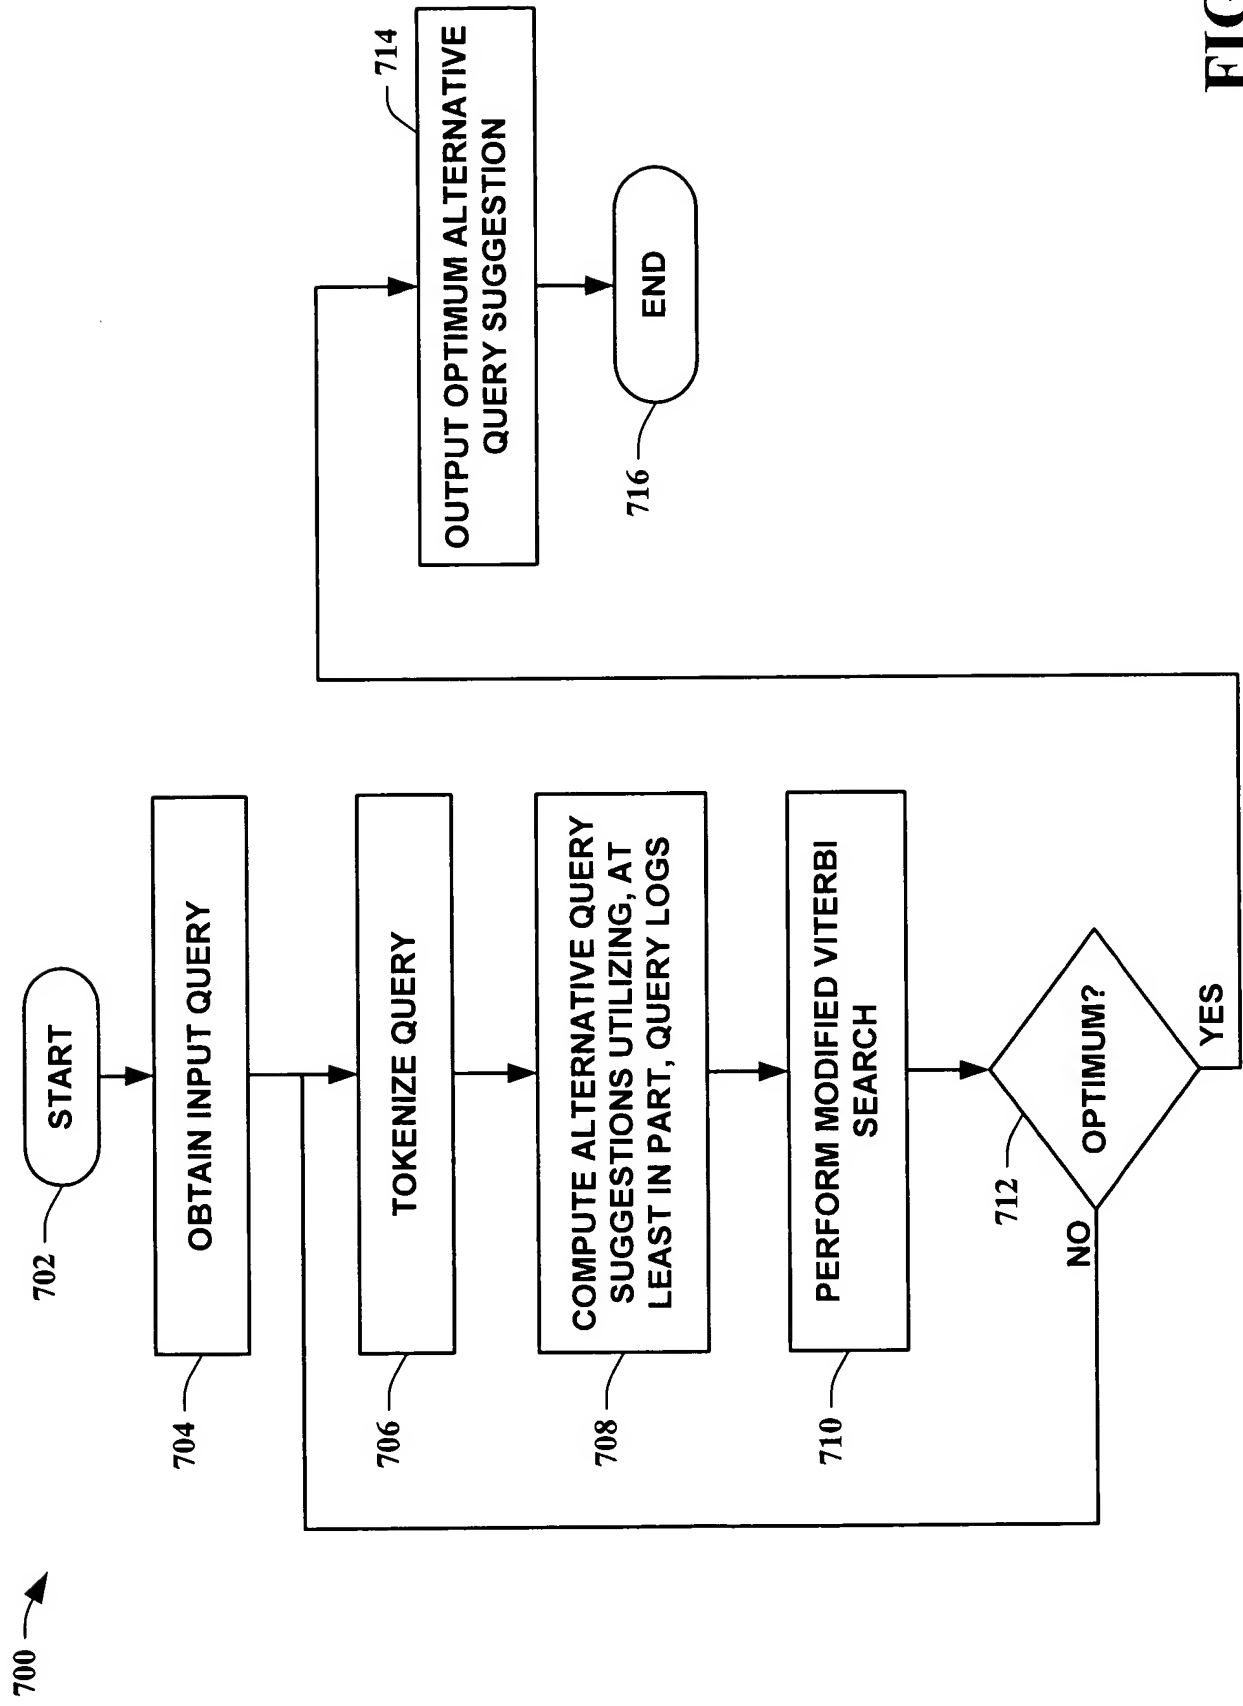 700
START
702
OBTAIN INPUT QUERY
704
TOKENIZE QUERY
706
COMPUTE ALTERNATIVE QUERY
SUGGESTIONS UTILIZING, AT
LEAST IN PART, QUERY LOGS
708
PERFORM MODIFIED VITERBI
SEARCH
710
OPTIMUM?
712
NO
YES
OUTPUT OPTIMUM ALTERNATIVE
QUERY SUGGESTION
714
END
716